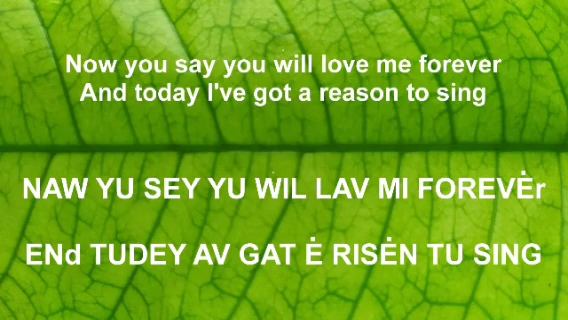 Now you say you will love me forever
And today I've got a reason to sing
NAW YU SEY YU WIL LAV MI FOREVĖr
ENd TUDEY AV GAT Ė RISĖN TU SING